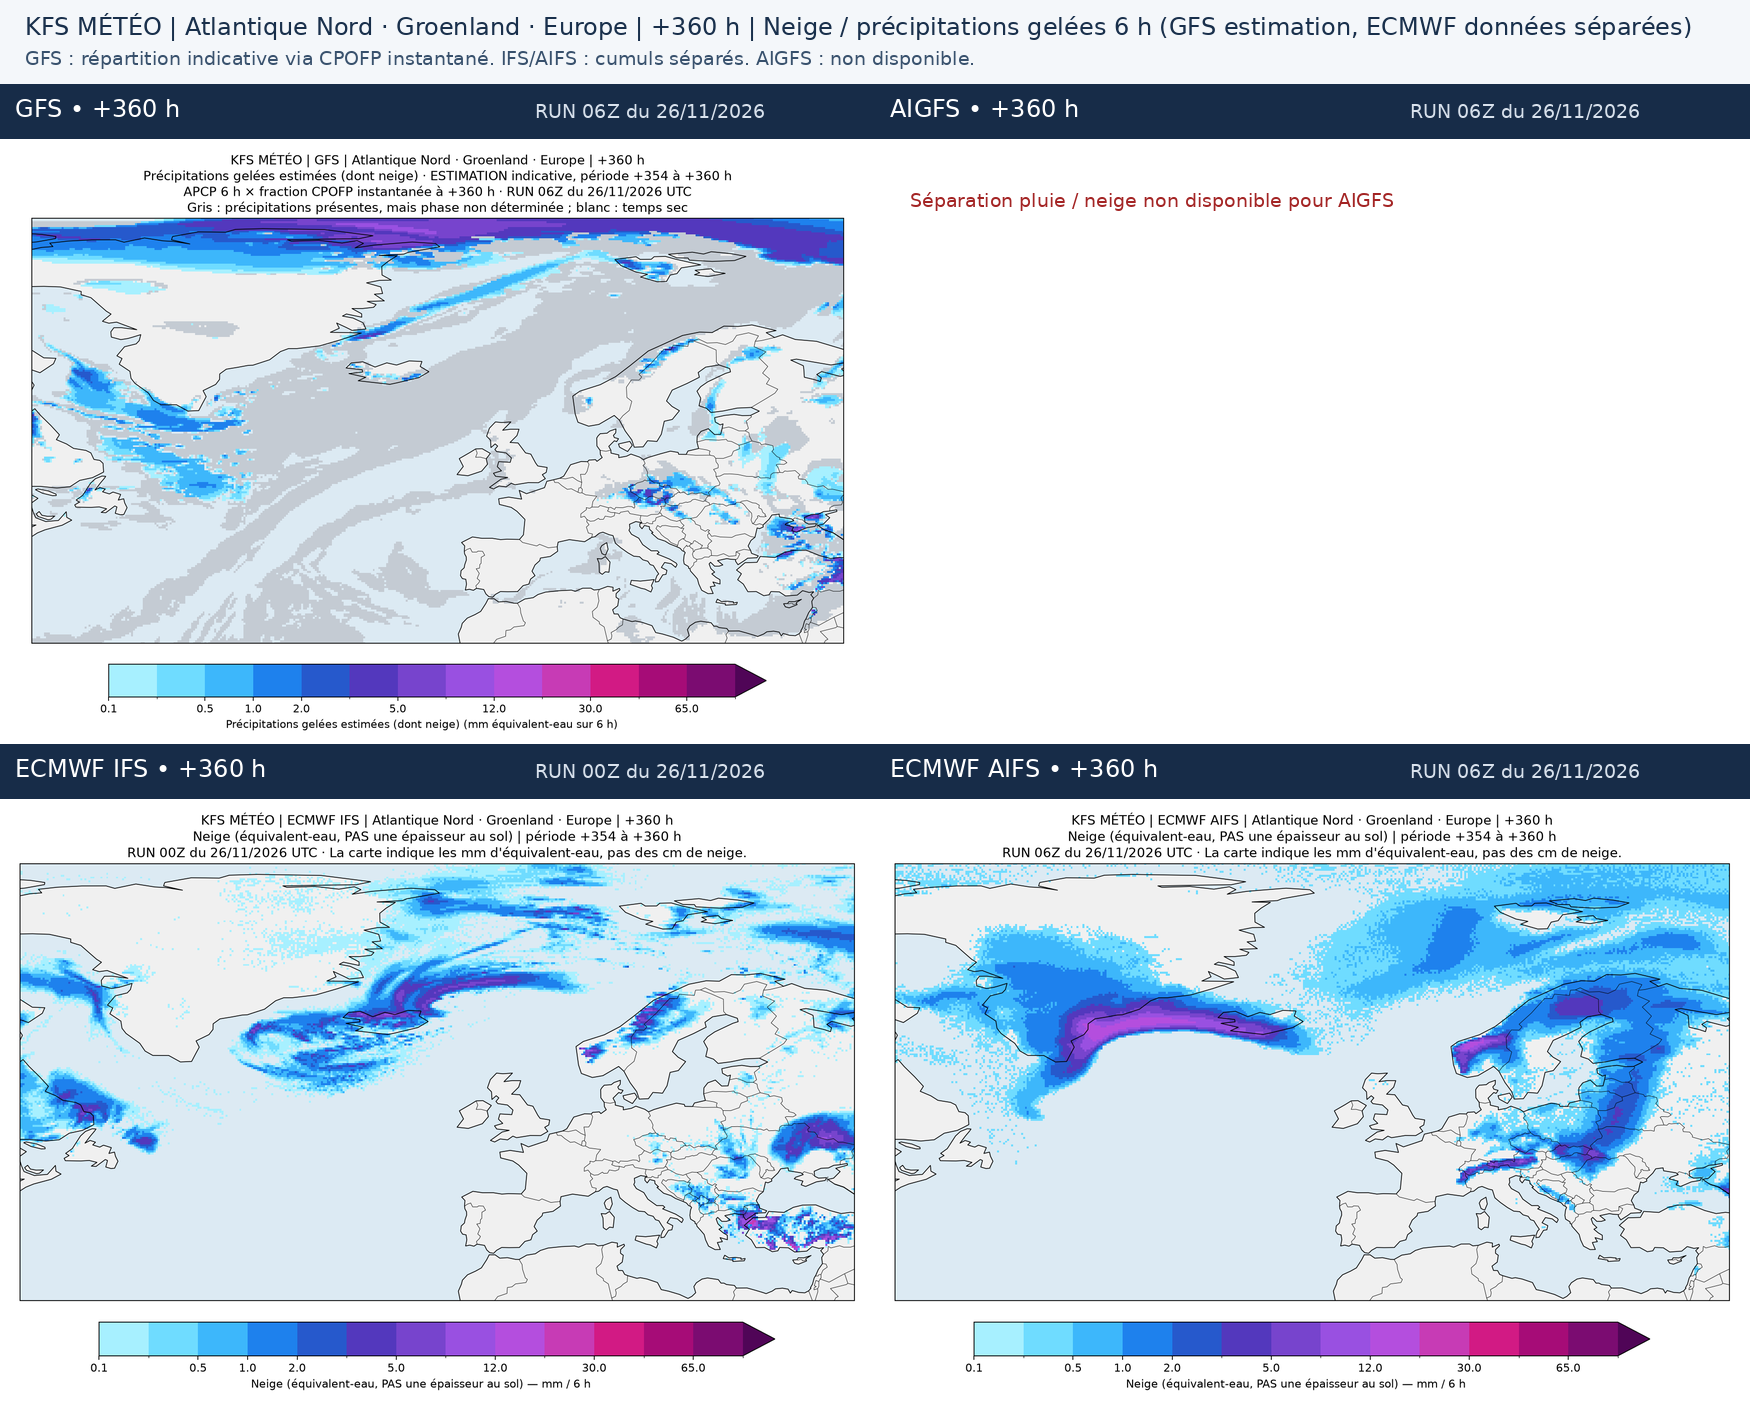 KFS MÉTÉO | Atlantique Nord · Groenland · Europe | +360 h | Neige / précipitations gelées 6 h (GFS estimation, ECMWF données séparées)
GFS : répartition indicative via CPOFP instantané. IFS/AIFS : cumuls séparés. AIGFS : non disponible.
GFS • +360 h
RUN 06Z du 26/11/2026
AIGFS • +360 h
RUN 06Z du 26/11/2026
KFS MÉTÉO | GFS | Atlantique Nord · Groenland · Europe | +360 h
Précipitations gelées estimées (dont neige) · ESTIMATION indicative, période +354 à +360 h
APCP 6 h × fraction CPOFP instantanée à +360 h · RUN 06Z du 26/11/2026 UTC
Gris : précipitations présentes, mais phase non déterminée ; blanc : temps sec
Séparation pluie / neige non disponible pour AIGFS
0.1 0.5 1.0 2.0 5.0 12.0 30.0 65.0
Précipitations gelées estimées (dont neige) (mm équivalent-eau sur 6 h)
ECMWF IFS • +360 h
RUN 00Z du 26/11/2026
ECMWF AIFS • +360 h
RUN 06Z du 26/11/2026
KFS MÉTÉO | ECMWF IFS | Atlantique Nord · Groenland · Europe | +360 h
Neige (équivalent-eau, PAS une épaisseur au sol) | période +354 à +360 h
RUN 00Z du 26/11/2026 UTC · La carte indique les mm d'équivalent-eau, pas des cm de neige.
0.1 0.5 1.0 2.0 5.0 12.0 30.0 65.0
Neige (équivalent-eau, PAS une épaisseur au sol) — mm / 6 h
KFS MÉTÉO | ECMWF AIFS | Atlantique Nord · Groenland · Europe | +360 h
Neige (équivalent-eau, PAS une épaisseur au sol) | période +354 à +360 h
RUN 06Z du 26/11/2026 UTC · La carte indique les mm d'équivalent-eau, pas des cm de neige.
0.1 0.5 1.0 2.0 5.0 12.0 30.0 65.0
Neige (équivalent-eau, PAS une épaisseur au sol) — mm / 6 h